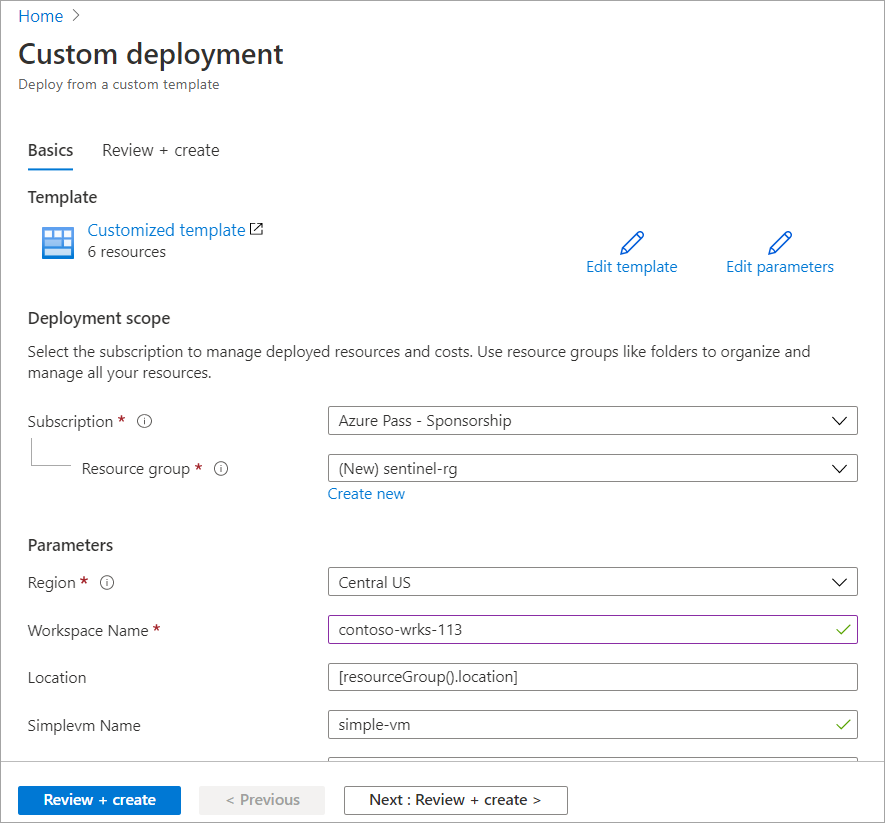 Home >
Custom deployment
Deploy from a custom template
Basics Review + create
Template
Customized template
6 resources
Edit template Edit parameters
Deployment scope
Select the subscription to manage deployed resources and costs. Use resource groups like folders to organize and
manage all your resources.
Subscription * Azure Pass - Sponsorship
Resource group * (New) sentinel-rg
Create new
Parameters
Region * Central US
Workspace Name * contoso-wrks-113
Location [resourceGroup().location]
Simplevm Name simple-vm
Review + create < Previous Next : Review + create >